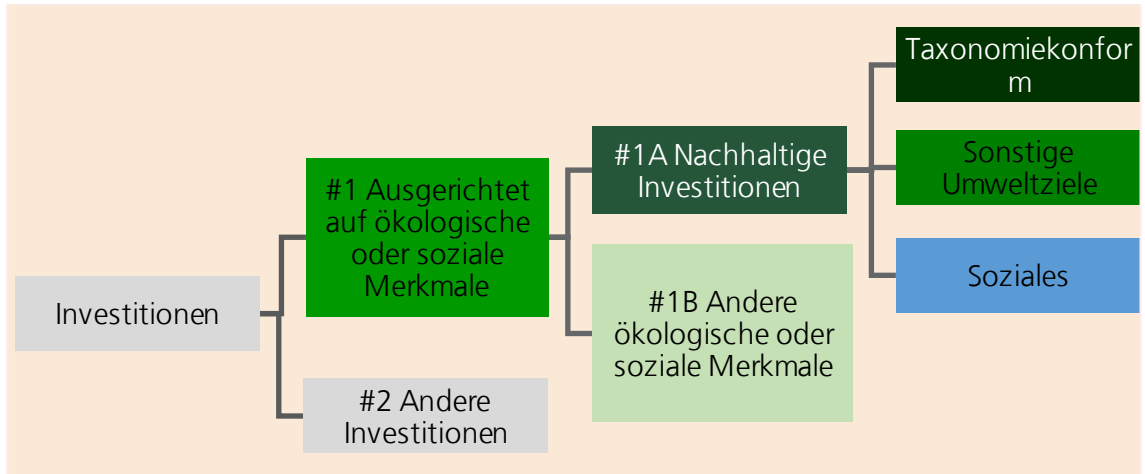 Investitionen
#1 Ausgerichtet
auf ökologische
oder soziale
Merkmale
#2 Andere
Investitionen
#1A Nachhaltige
Investitionen
#1B Andere
ökologische oder
soziale Merkmale
Taxonomiekonfor
m
Sonstige
Umweltziele
Soziales